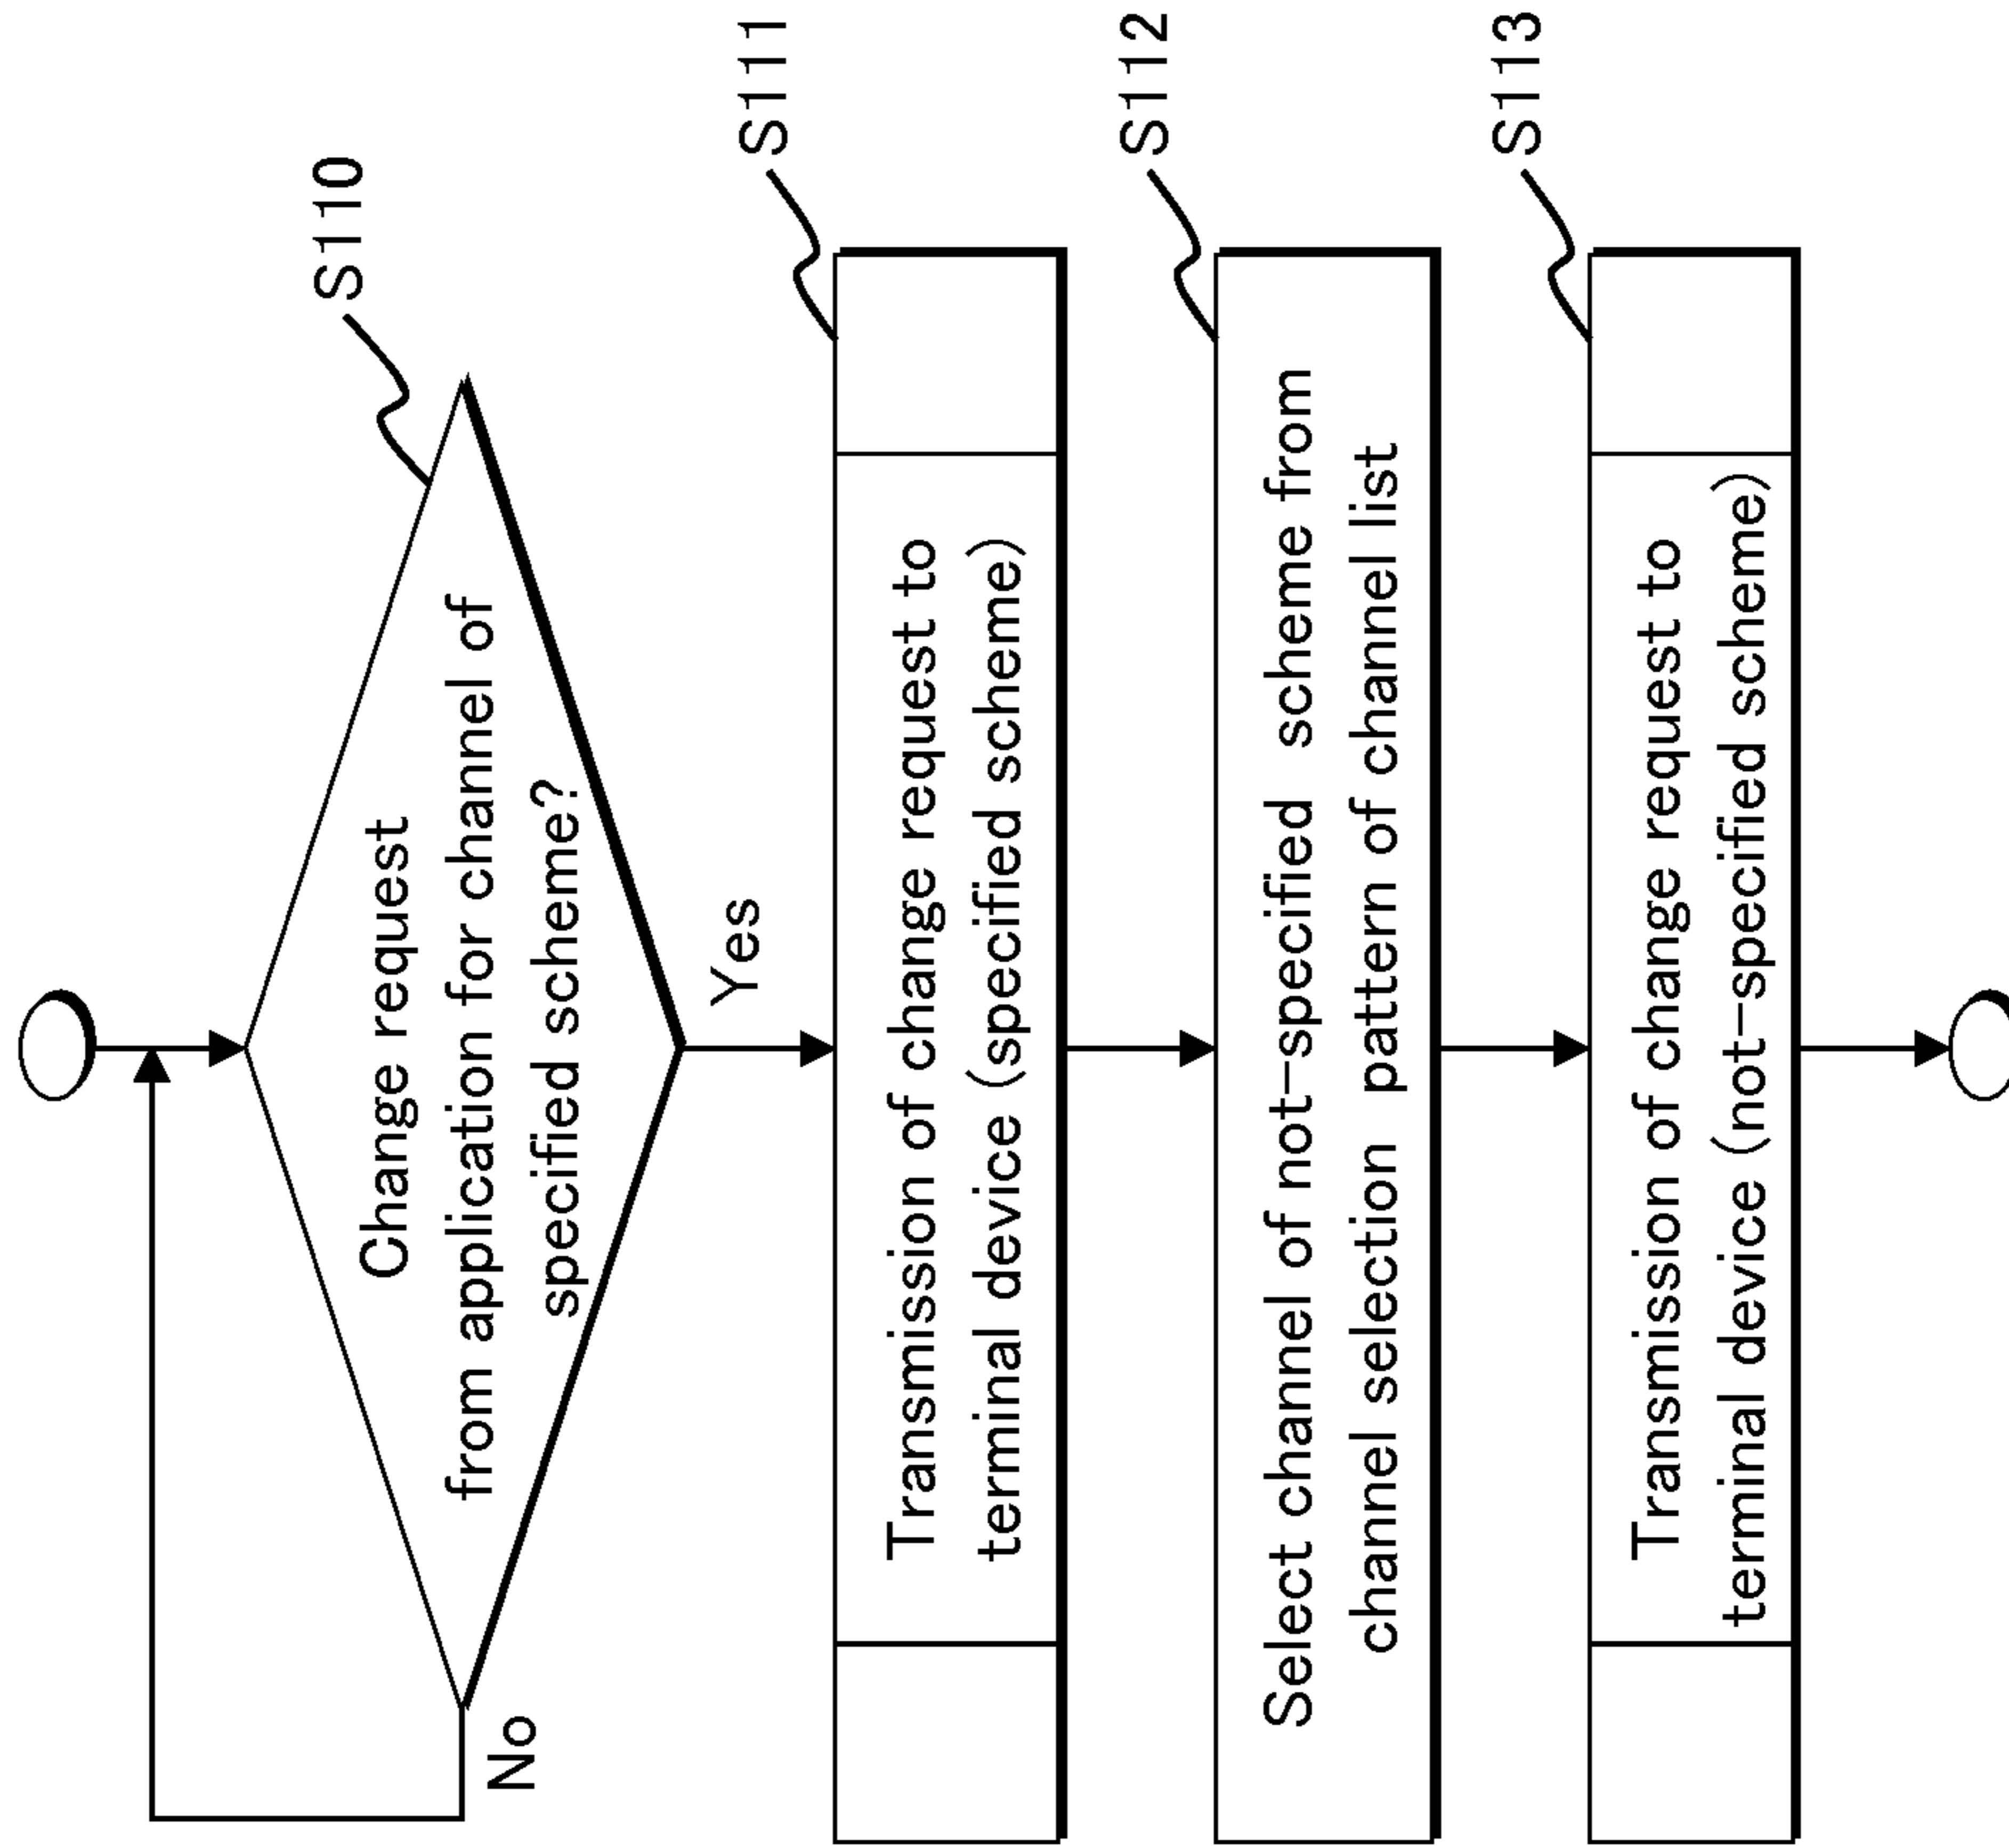 S110
Change request
from application for channel of
specified scheme?
No
Yes
S111
Transmission of change request to
terminal device (specified scheme)
S112
Select channel of not-specified scheme from
channel selection pattern of channel list
S113
Transmission of change request to
terminal device (not-specified scheme)